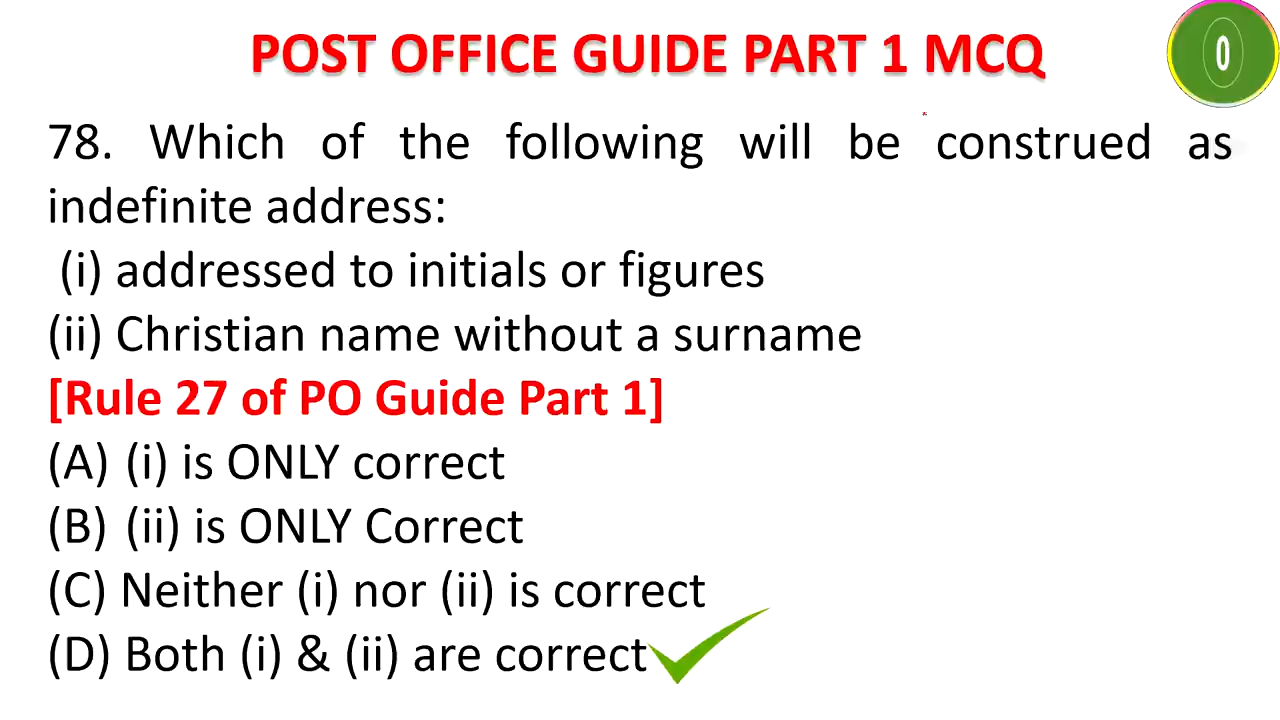 POST OFFICE GUIDE PART 1 MCQ
0
78. Which of the following will be construed as
indefinite address:
(i) addressed to initials or figures
(ii) Christian name without a surname
[Rule 27 of PO Guide Part 1]
(A) (i) is ONLY correct
(B) (ii) is ONLY Correct
(C) Neither (i) nor (ii) is correct
(D) Both (i) & (ii) are correct